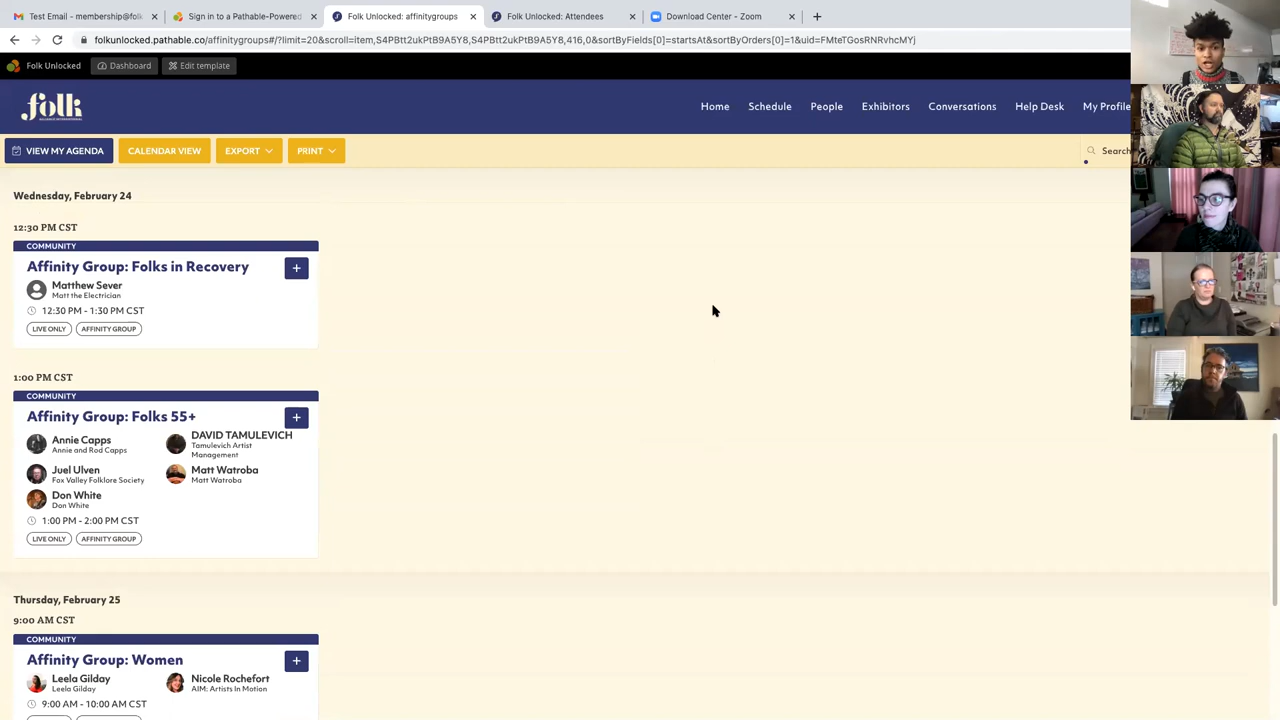 Test Email - membership@folk
Sign in to a Pathable-Powered
Folk Unlocked: affinitygroups
Folk Unlocked: Attendees
Download Center - Zoom
folkunlocked.pathable.co/affinitygroups#/?limit=20&scroll=item,S4PBtt2ukPtB9A5Y8,S4PBtt2ukPtB9A5Y8,416,0&sortByFields[0]=startsAt&sortByOrders[0]=1&uid=FMteTGosRNRvhcMYj
Folk Unlocked
Dashboard
Edit template
folk
ALLIANCE INTERNATIONAL
Home
Schedule
People
Exhibitors
Conversations
Help Desk
My Profile
VIEW MY AGENDA
CALENDAR VIEW
EXPORT
PRINT
Search
Wednesday, February 24
12:30 PM CST
COMMUNITY
Affinity Group: Folks in Recovery
+
Matthew Sever
Matt the Electrician
12:30 PM - 1:30 PM CST
LIVE ONLY
AFFINITY GROUP
1:00 PM CST
COMMUNITY
Affinity Group: Folks 55+
+
Annie Capps
Annie and Rod Capps
DAVID TAMULEVICH
Tamulevich Artist
Management
Juel Ulven
Fox Valley Folklore Society
Matt Watroba
Matt Watroba
Don White
Don White
1:00 PM - 2:00 PM CST
LIVE ONLY
AFFINITY GROUP
Thursday, February 25
9:00 AM CST
COMMUNITY
Affinity Group: Women
+
Leela Gilday
Leela Gilday
Nicole Rochefort
AIM: Artists In Motion
9:00 AM - 10:00 AM CST